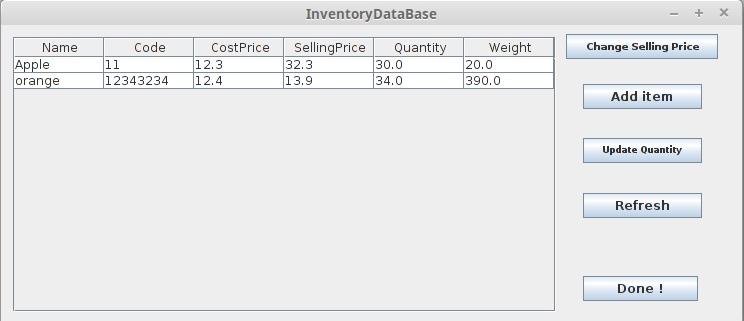 InventoryDataBase
Name Code CostPrice SellingPrice Quantity Weight
Apple 11 12.3 32.3 30.0 20.0
orange 12343234 12.4 13.9 34.0 390.0
Change Selling Price
Add item
Update Quantity
Refresh
Done !